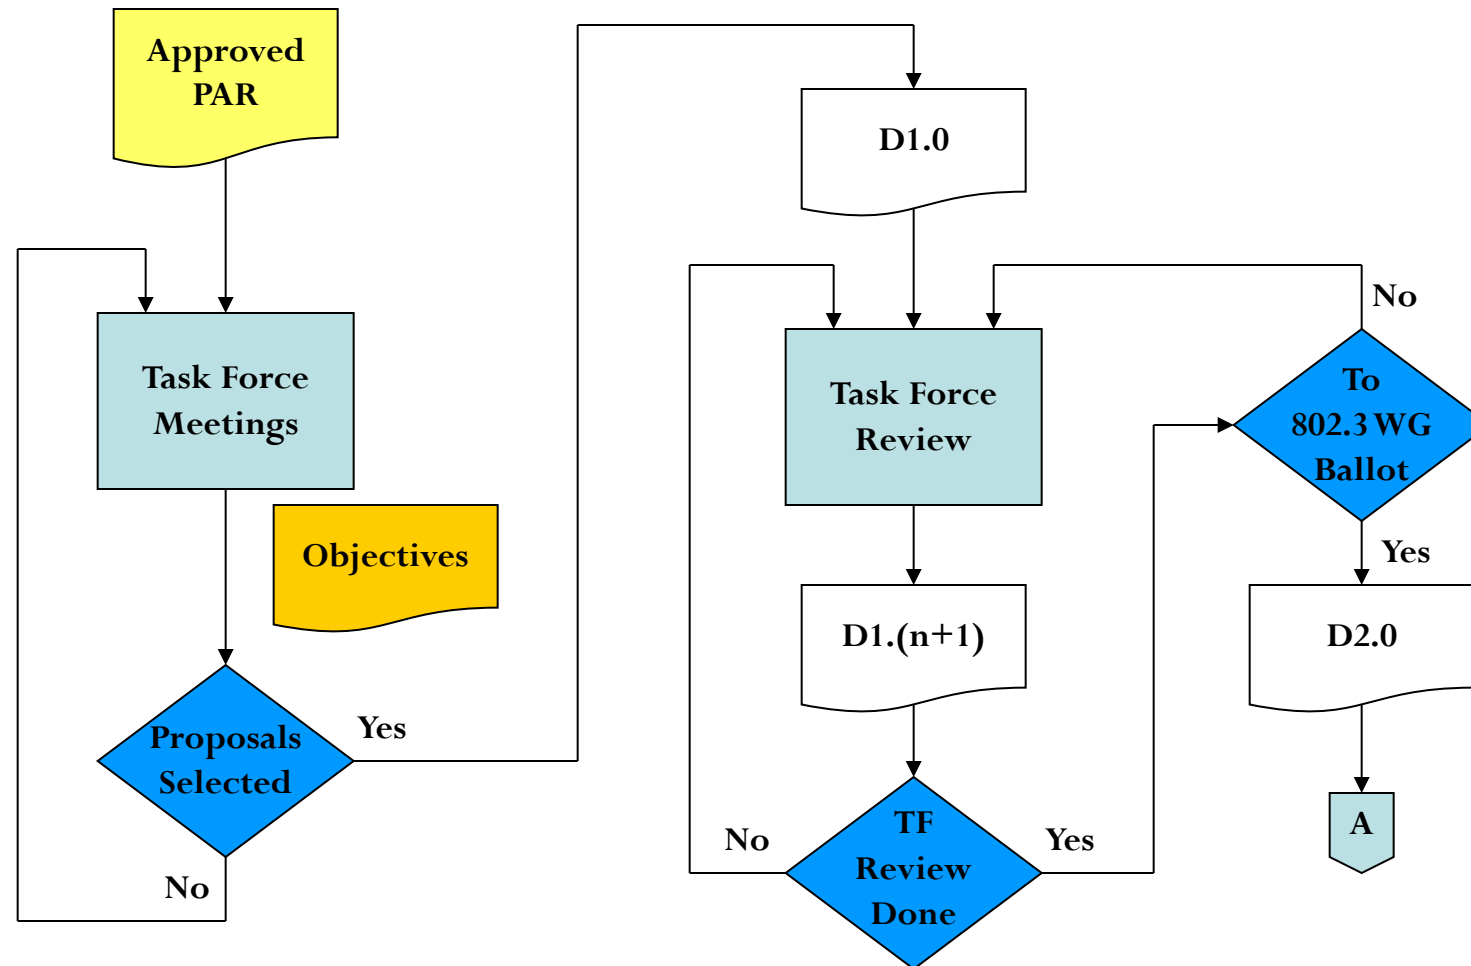 Approved
PAR
Task Force
Meetings
Objectives
Proposals
Selected
Yes
No
D1.0
Task Force
Review
D1.(n+1)
TF
Review
Done
No
Yes
To
802.3 WG
Ballot
No
Yes
D2.0
A